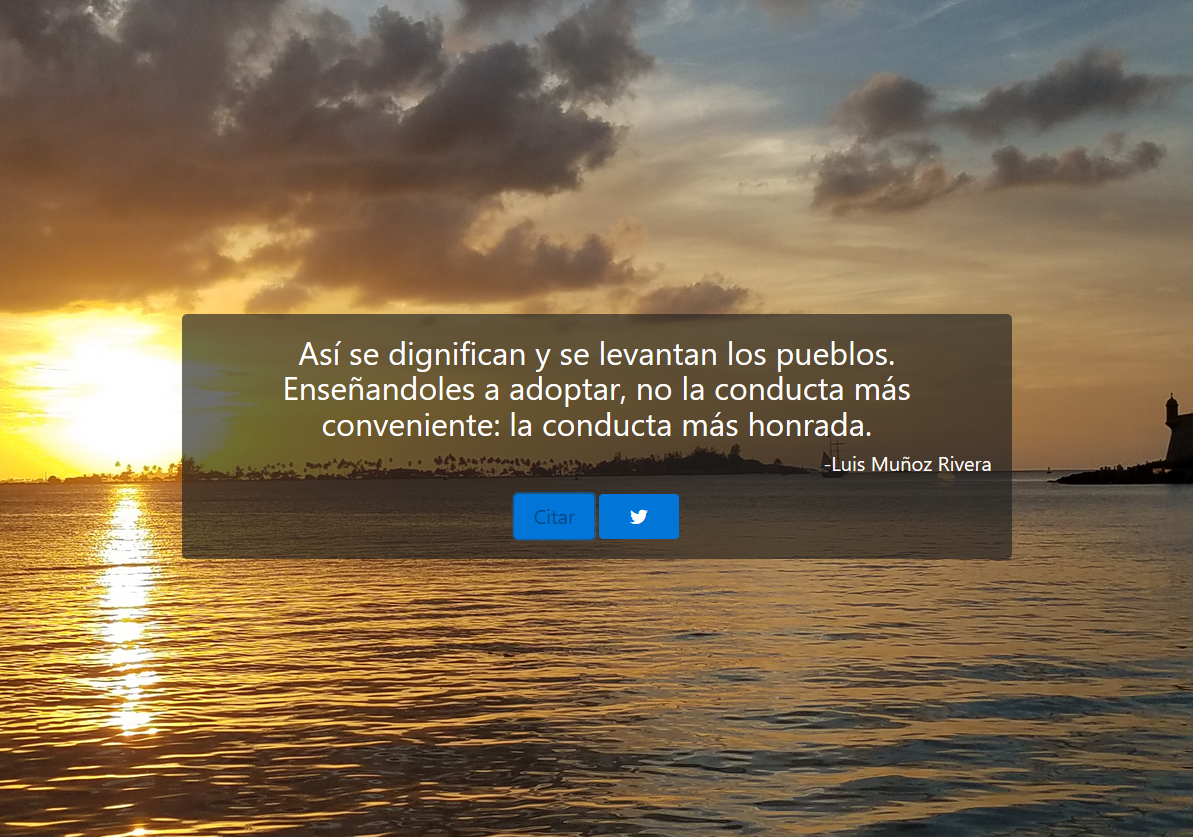 Así se dignifican y se levantan los pueblos.
Enseñandoles a adoptar, no la conducta más
conveniente: la conducta más honrada.
-Luis Muñoz Rivera
Citar